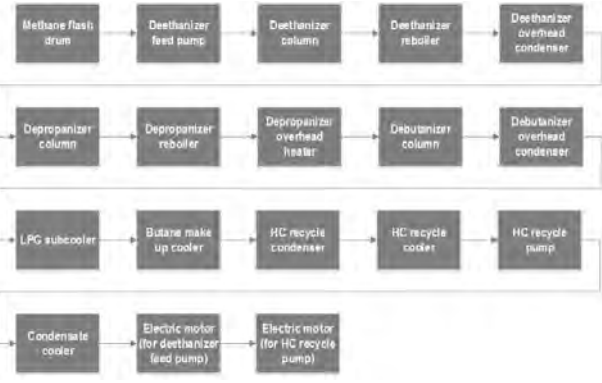 Methane flash
drum
Deethanizer
feed pump
Deethanizer
column
Deethanizer
reboiler
Deethanizer
overhead
condenser
Depropanizer
column
Depropanizer
reboiler
Depropanizer
overhead
heater
Debutanizer
column
Debutanizer
overhead
condenser
LPG subcooler
Butane make
up cooler
HC recycle
condenser
HC recycle
cooler
HC recycle
pump
Condensate
cooler
Electric motor
(for deethanizer
feed pump)
Electric motor
(for HC recycle
pump)